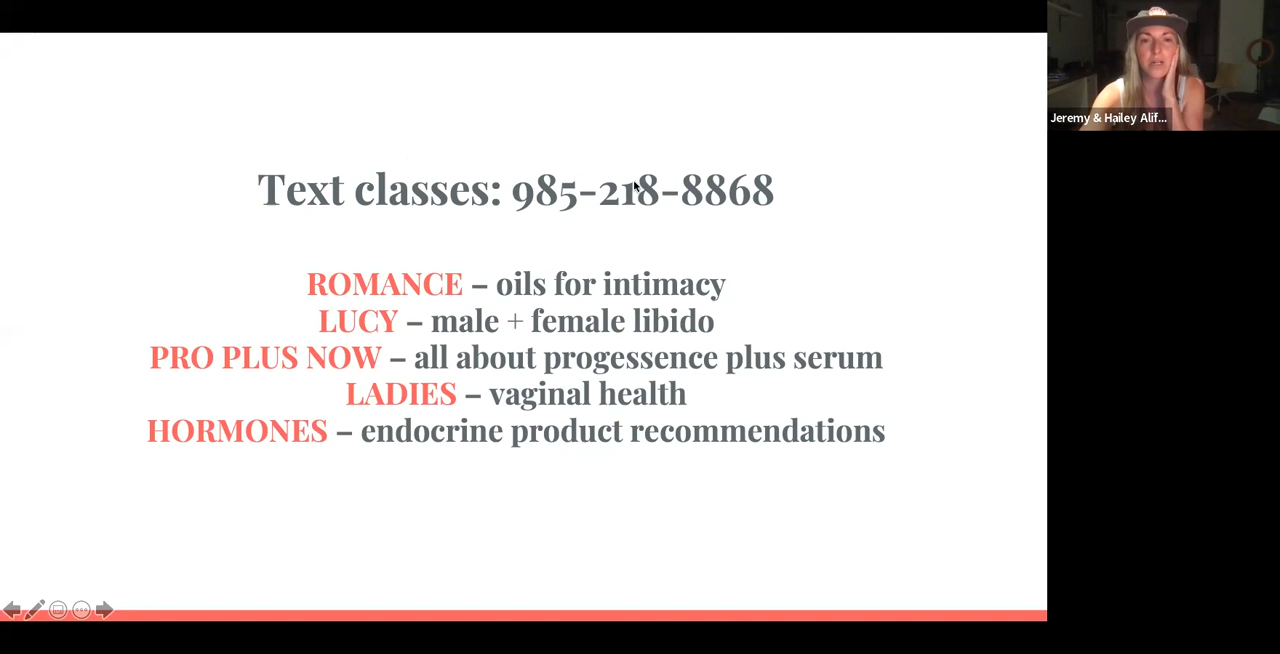 Jeremy & Hailey Alif...
Text classes: 985-218-8868
ROMANCE – oils for intimacy
LUCY – male + female libido
PRO PLUS NOW – all about progessence plus serum
LADIES – vaginal health
HORMONES – endocrine product recommendations